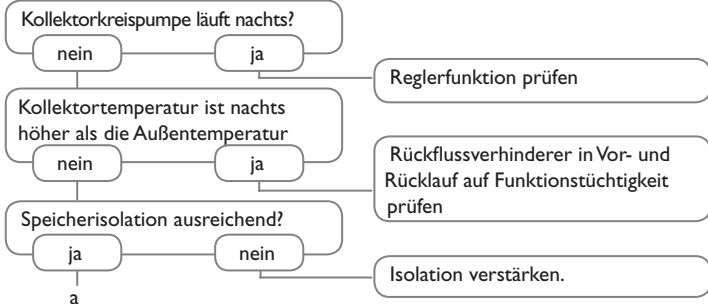 Kollektorkreispumpe läuft nachts?
nein
ja
Reglerfunktion prüfen
Kollektortemperatur ist nachts
höher als die Außentemperatur
nein
ja
Rückflussverhinderer in Vor- und
Rücklauf auf Funktionstüchtigkeit
prüfen
Speicherisolation ausreichend?
ja
nein
Isolation verstärken.
a